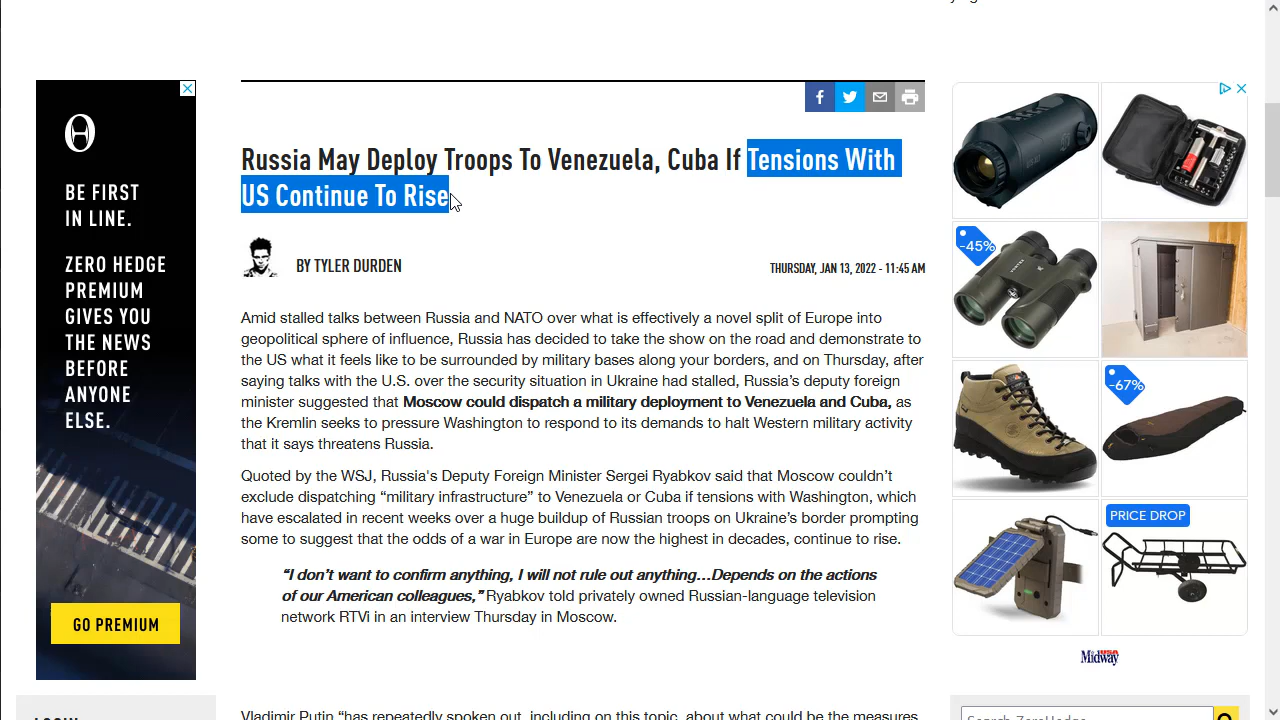 Russia May Deploy Troops To Venezuela, Cuba If Tensions With
US Continue To Rise
BY TYLER DURDEN
THURSDAY, JAN 13, 2022 - 11:45 AM
Amid stalled talks between Russia and NATO over what is effectively a novel split of Europe into
geopolitical sphere of influence, Russia has decided to take the show on the road and demonstrate to
the US what it feels like to be surrounded by military bases along your borders, and on Thursday, after
saying talks with the U.S. over the security situation in Ukraine had stalled, Russia’s deputy foreign
minister suggested that Moscow could dispatch a military deployment to Venezuela and Cuba, as
the Kremlin seeks to pressure Washington to respond to its demands to halt Western military activity
that it says threatens Russia.
Quoted by the WSJ, Russia's Deputy Foreign Minister Sergei Ryabkov said that Moscow couldn’t
exclude dispatching “military infrastructure” to Venezuela or Cuba if tensions with Washington, which
have escalated in recent weeks over a huge buildup of Russian troops on Ukraine’s border prompting
some to suggest that the odds of a war in Europe are now the highest in decades, continue to rise.
“I don’t want to confirm anything, I will not rule out anything…Depends on the actions
of our American colleagues,” Ryabkov told privately owned Russian-language television
network RTVi in an interview Thursday in Moscow.
Vladimir Putin “has repeatedly spoken out, including on this topic, about what could be the measures
BE FIRST
IN LINE.
ZERO HEDGE
PREMIUM
GIVES YOU
THE NEWS
BEFORE
ANYONE
ELSE.
GO PREMIUM
LOGIN
-45%
-67%
PRICE DROP
MidwayUSA
Search ZeroHedge